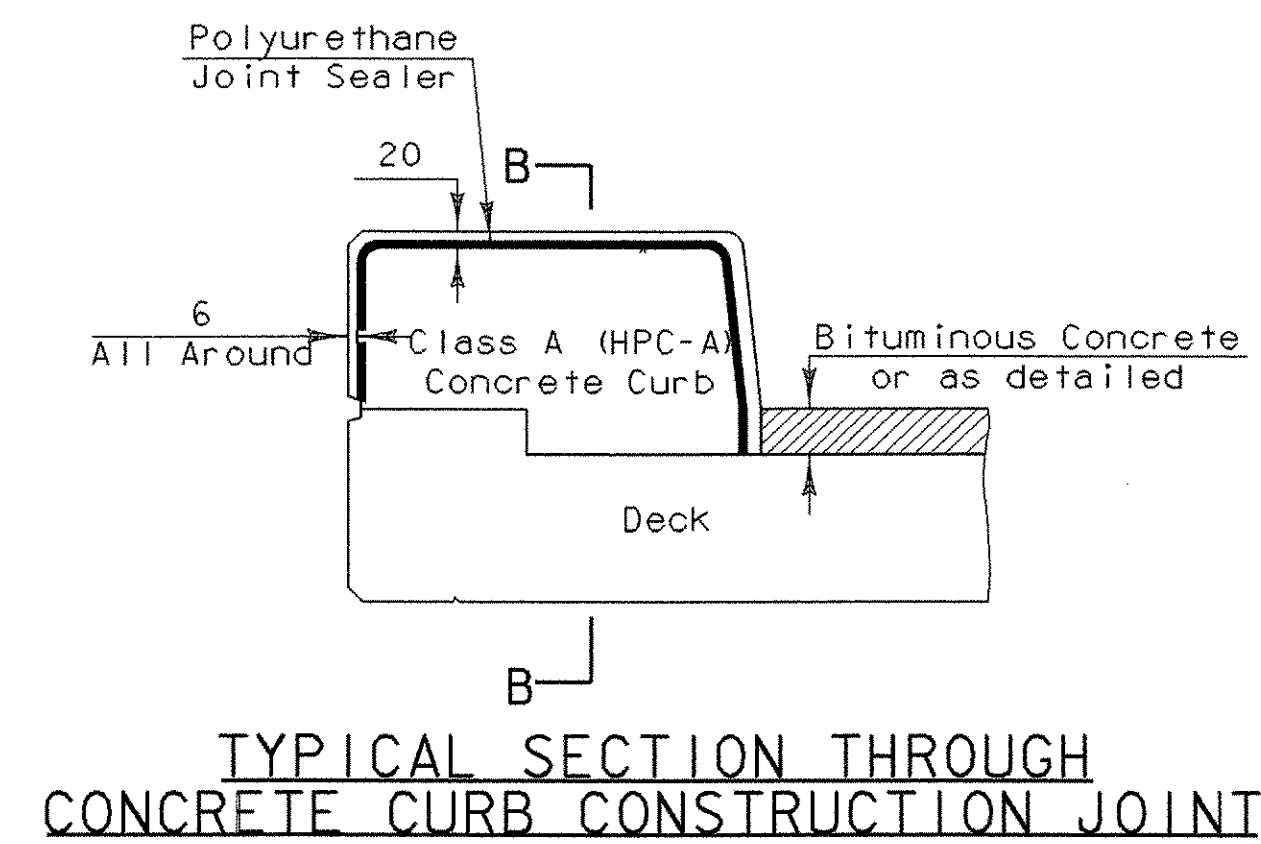 Polyurethane
Joint Sealer
20
B
6
All Around
Class A (HPC-A)
Concrete Curb
Bituminous Concrete
or as detailed
Deck
B
TYPICAL SECTION THROUGH
CONCRETE CURB CONSTRUCTION JOINT